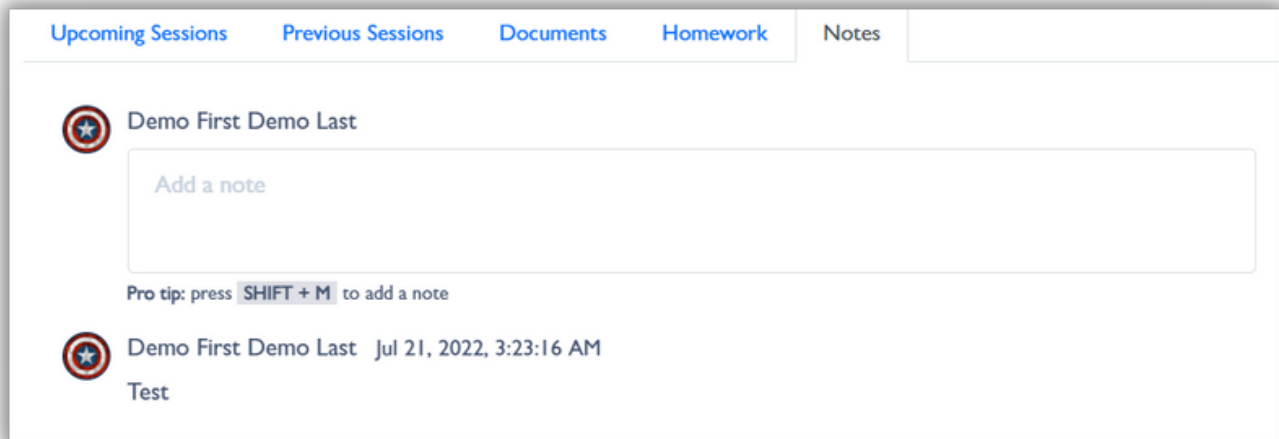 Upcoming Sessions Previous Sessions Documents Homework Notes
Demo First Demo Last
Add a note
Pro tip: press SHIFT + M to add a note
Demo First Demo Last Jul 21, 2022, 3:23:16 AM
Test